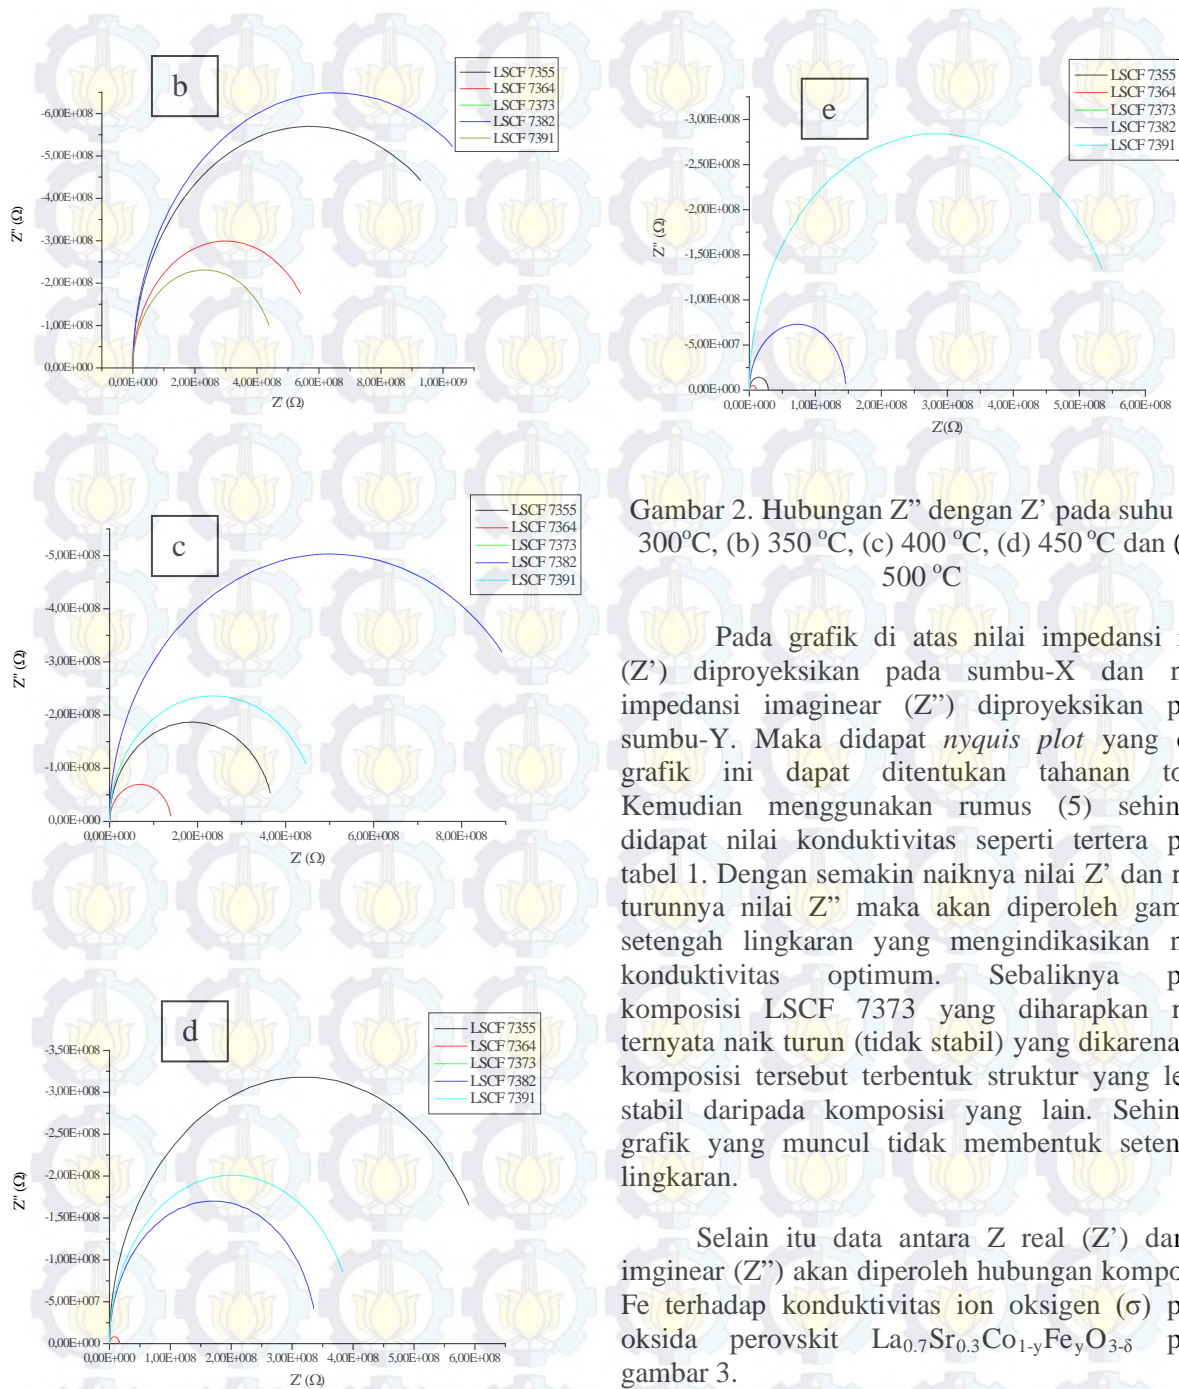 b
LSCF 7355
LSCF 7364
LSCF 7373
LSCF 7382
LSCF 7391
-6,00E+008
-5,00E+008
-4,00E+008
-3,00E+008
-2,00E+008
-1,00E+008
0,00E+000
Z'' (Ω)
0,00E+000 2,00E+008 4,00E+008 6,00E+008 8,00E+008 1,00E+009
Z' (Ω)
c
LSCF 7355
LSCF 7364
LSCF 7373
LSCF 7382
LSCF 7391
-5,00E+008
-4,00E+008
-3,00E+008
-2,00E+008
-1,00E+008
0,00E+000
Z'' (Ω)
0,00E+000 2,00E+008 4,00E+008 6,00E+008 8,00E+008
Z' (Ω)
d
LSCF 7355
LSCF 7364
LSCF 7373
LSCF 7382
LSCF 7391
-3,50E+008
-3,00E+008
-2,50E+008
-2,00E+008
-1,50E+008
-1,00E+008
-5,00E+007
0,00E+000
Z'' (Ω)
0,00E+000 1,00E+008 2,00E+008 3,00E+008 4,00E+008 5,00E+008 6,00E+008
Z' (Ω)
e
LSCF 7355
LSCF 7364
LSCF 7373
LSCF 7382
LSCF 7391
-3,00E+008
-2,50E+008
-2,00E+008
-1,50E+008
-1,00E+008
-5,00E+007
0,00E+000
Z'' (Ω)
0,00E+000 1,00E+008 2,00E+008 3,00E+008 4,00E+008 5,00E+008 6,00E+008
Z'(Ω)
Gambar 2. Hubungan Z” dengan Z’ pada suhu
300°C, (b) 350 °C, (c) 400 °C, (d) 450 °C dan (
500 °C
Pada grafik di atas nilai impedansi
(Z’) diproyeksikan pada sumbu-X dan
impedansi imaginear (Z”) diproyeksikan
sumbu-Y. Maka didapat nyquis plot yang
grafik ini dapat ditentukan tahanan
Kemudian menggunakan rumus (5)
didapat nilai konduktivitas seperti tertera
tabel 1. Dengan semakin naiknya nilai Z’ dan
turunnya nilai Z” maka akan diperoleh
setengah lingkaran yang mengindikasikan
konduktivitas optimum. Sebaliknya
komposisi LSCF 7373 yang diharapkan
ternyata naik turun (tidak stabil) yang
komposisi tersebut terbentuk struktur yang
stabil daripada komposisi yang lain.
grafik yang muncul tidak membentuk
lingkaran.
Selain itu data antara Z real (Z’)
imginear (Z”) akan diperoleh hubungan
Fe terhadap konduktivitas ion oksigen (σ)
oksida perovskit La0.7Sr0.3Co1-yFeyO3-δ
gambar 3.